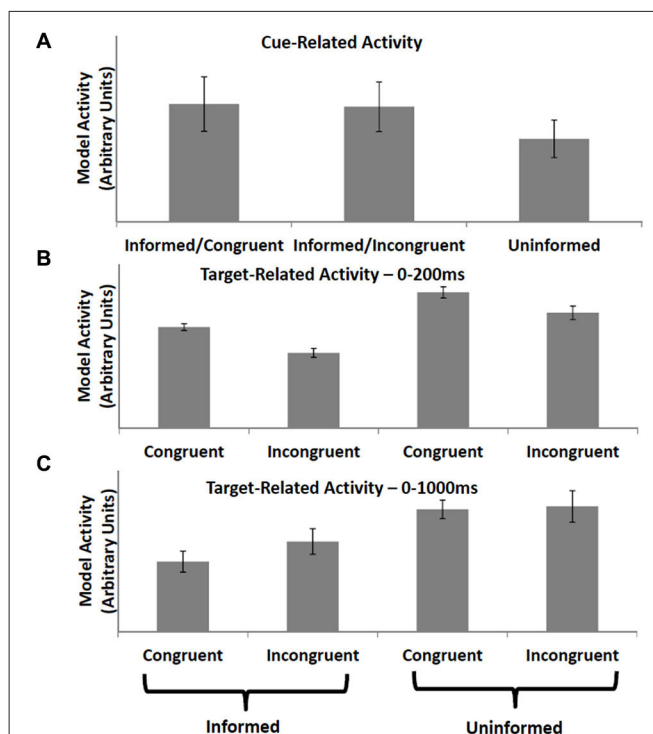 A
Cue-Related Activity
Model Activity
(Arbitrary Units)
Informed/Congruent Informed/Incongruent Uninformed
B
Target-Related Activity – 0-200ms
Model Activity
(Arbitrary Units)
Congruent Incongruent Congruent Incongruent
C
Target-Related Activity – 0-1000ms
Model Activity
(Arbitrary Units)
Congruent Incongruent Congruent Incongruent
Informed Uninformed